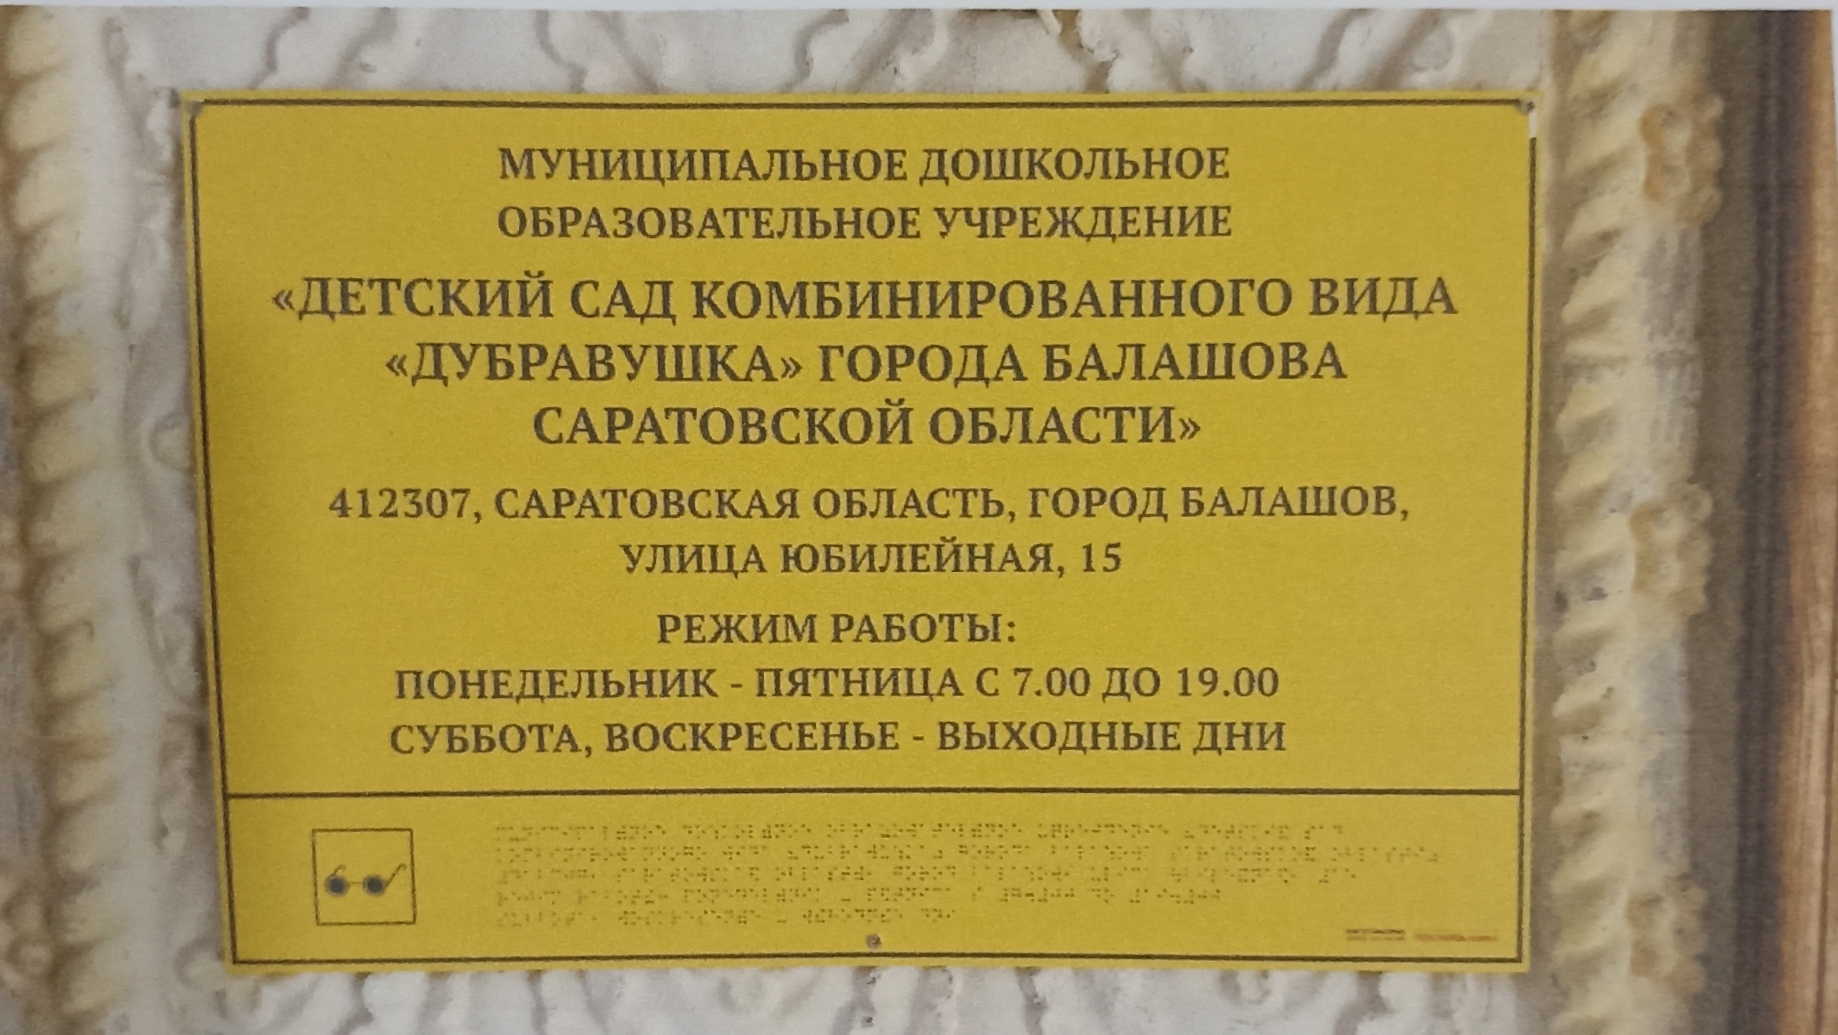 МУНИЦИПАЛЬНОЕ ДОШКОЛЬНОЕ
ОБРАЗОВАТЕЛЬНОЕ УЧРЕЖДЕНИЕ
«ДЕТСКИЙ САД КОМБИНИРОВАННОГО ВИДА
«ДУБРАВУШКА» ГОРОДА БАЛАШОВА
САРАТОВСКОЙ ОБЛАСТИ»
412307, САРАТОВСКАЯ ОБЛАСТЬ, ГОРОД БАЛАШОВ,
УЛИЦА ЮБИЛЕЙНАЯ, 15
РЕЖИМ РАБОТЫ:
ПОНЕДЕЛЬНИК - ПЯТНИЦА С 7.00 ДО 19.00
СУББОТА, ВОСКРЕСЕНЬЕ - ВЫХОДНЫЕ ДНИ